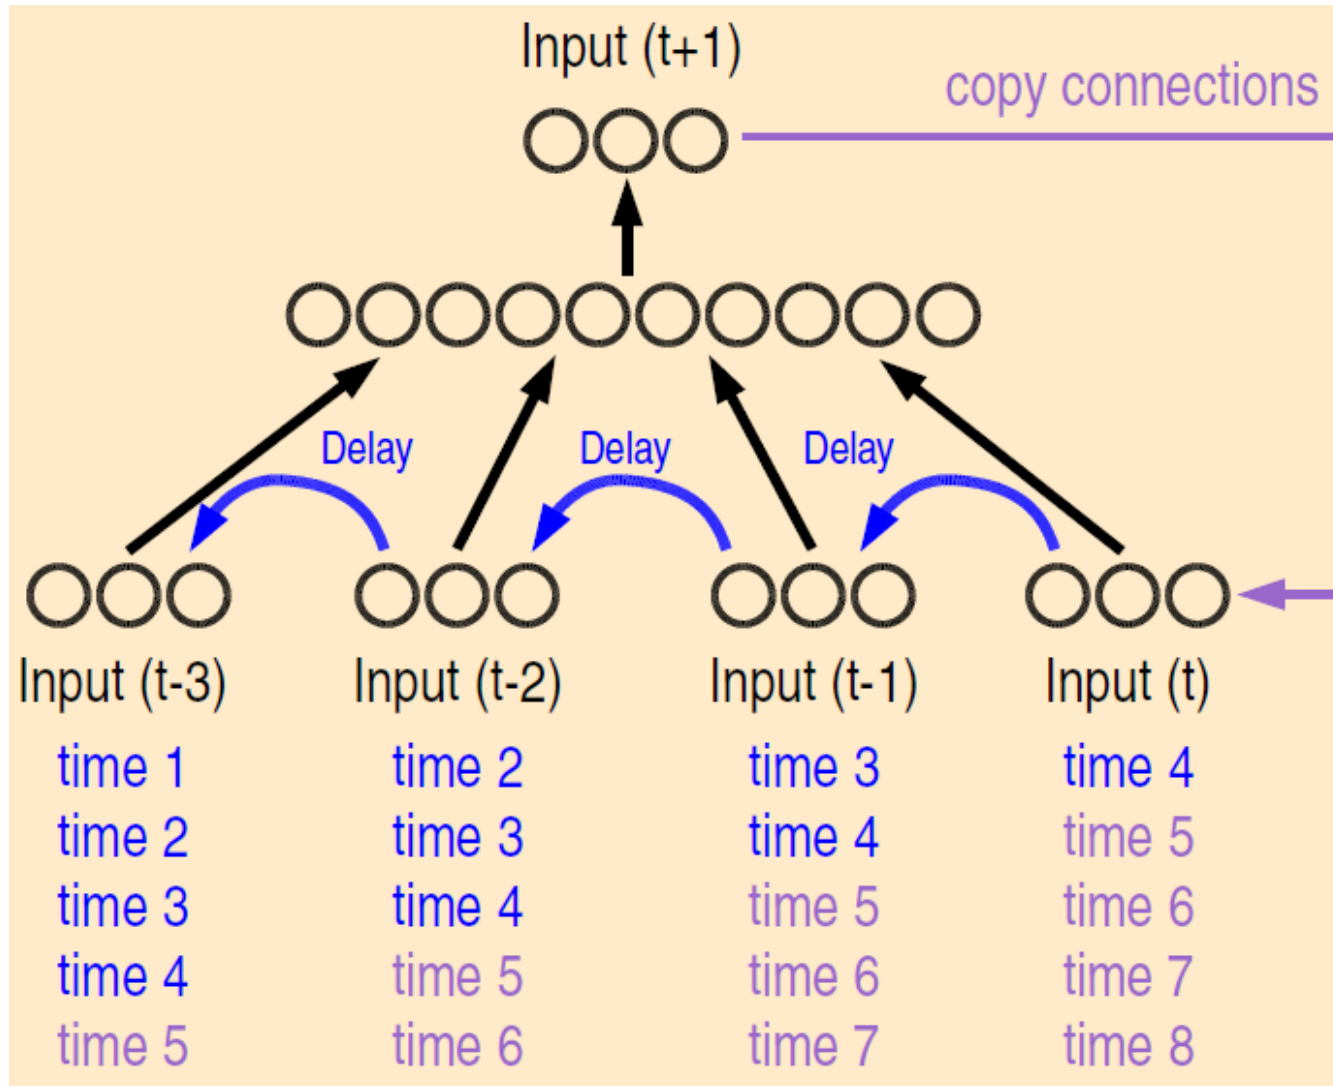 Input (t+1)
copy connections
Delay Delay Delay
Input (t-3) Input (t-2) Input (t-1) Input (t)
time 1 time 2 time 3 time 4
time 2 time 3 time 4 time 5
time 3 time 4 time 5 time 6
time 4 time 5 time 6 time 7
time 5 time 6 time 7 time 8